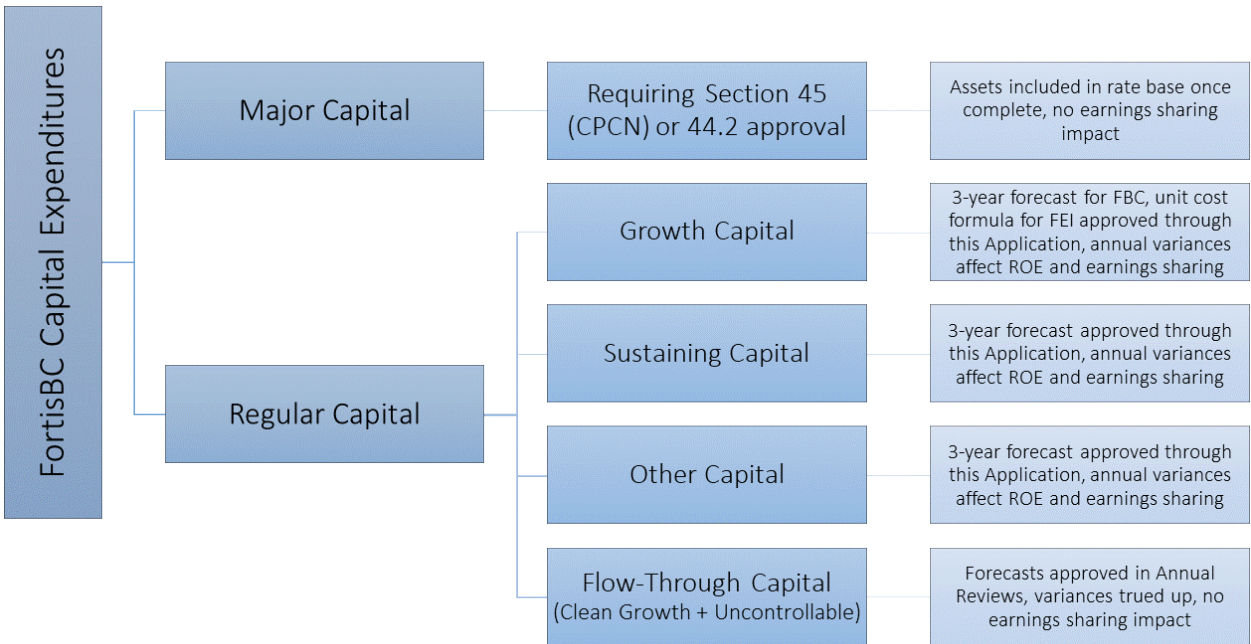 FortisBC Capital Expenditures
Major Capital
Requiring Section 45
(CPCN) or 44.2 approval
Assets included in rate base once
complete, no earnings sharing
impact
Regular Capital
Growth Capital
3-year forecast for FBC, unit cost
formula for FEI approved through
this Application, annual variances
affect ROE and earnings sharing
Sustaining Capital
3-year forecast approved through
this Application, annual variances
affect ROE and earnings sharing
Other Capital
3-year forecast approved through
this Application, annual variances
affect ROE and earnings sharing
Flow-Through Capital
(Clean Growth + Uncontrollable)
Forecasts approved in Annual
Reviews, variances trued up, no
earnings sharing impact